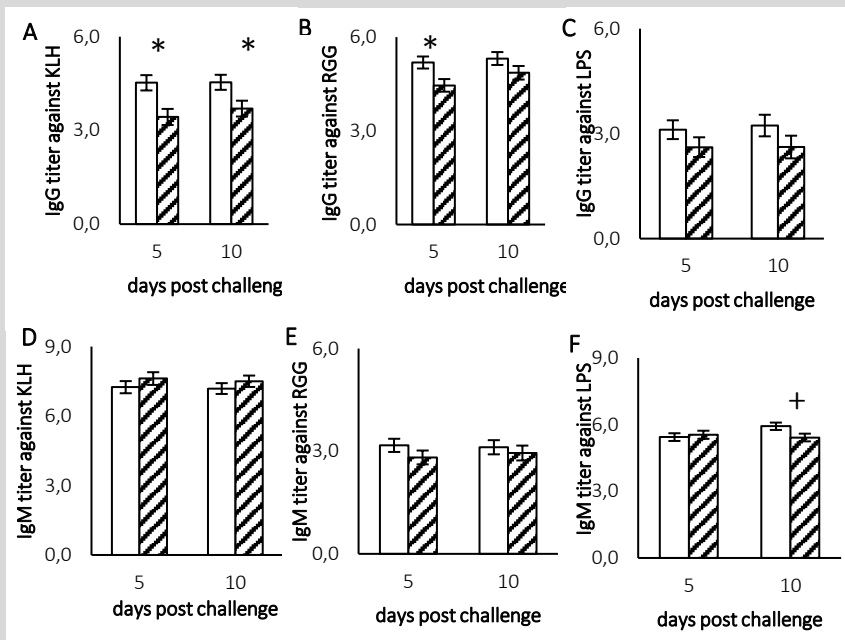 A
IgG titer against KLH
6,0
3,0
0,0
*
*
5
10
days post challeng
B
IgG titer against RGG
6,0
3,0
0,0
*
5
10
days post challenge
C
IgG titer against LPS
6,0
3,0
0,0
5
10
days post challenge
D
IgM titer against KLH
9,0
6,0
3,0
0,0
5
10
days post challenge
E
IgM titer against RGG
6,0
3,0
0,0
5
10
days post challenge
F
IgM titer against LPS
9,0
6,0
3,0
0,0
+
5
10
days post challenge